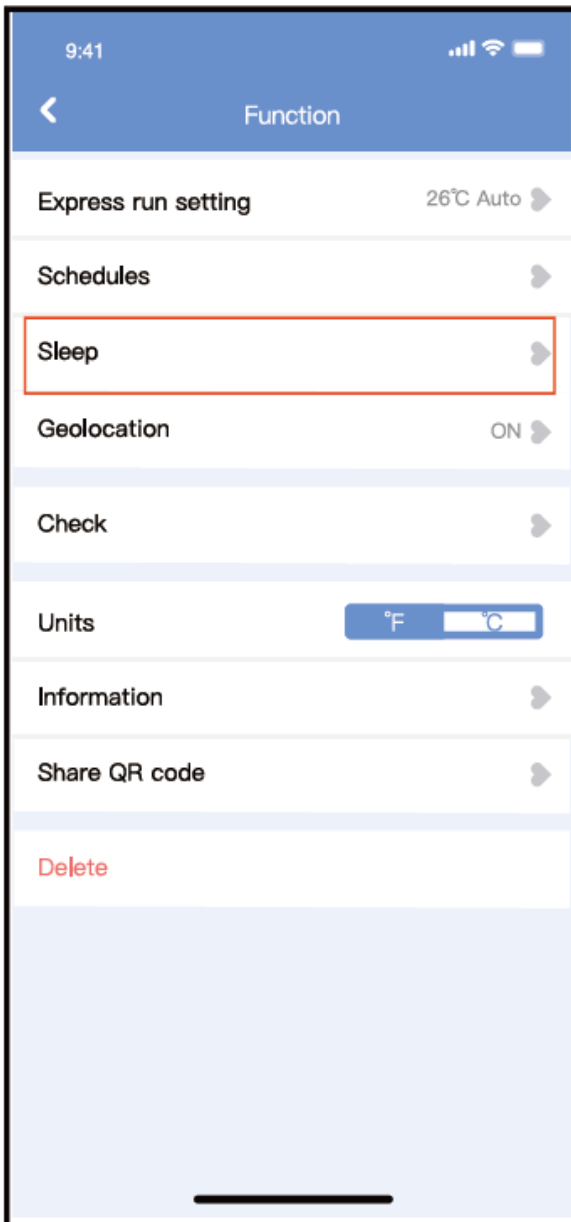 9:41
Function
Express run setting 26°C Auto
Schedules
Sleep
Geolocation ON
Check
Units °F °C
Information
Share QR code
Delete